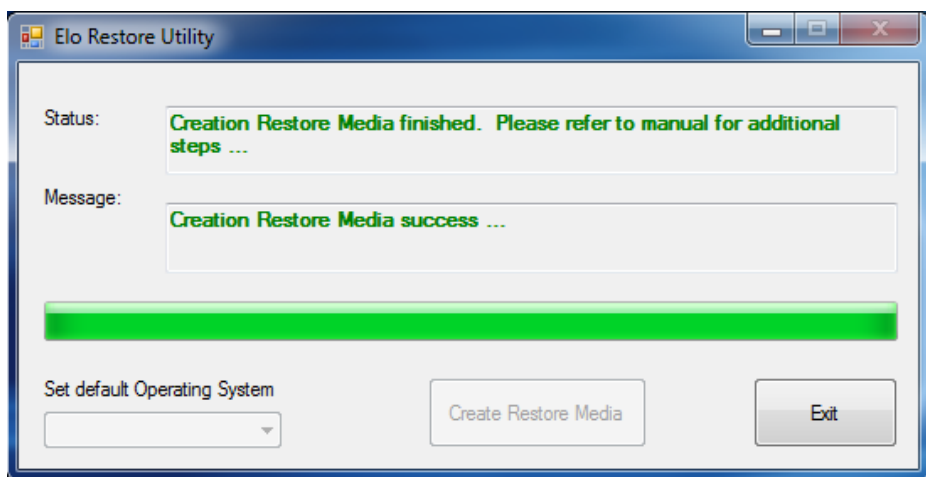 Elo Restore Utility
Status:
Creation Restore Media finished.  Please refer to manual for additional
steps ...
Message:
Creation Restore Media success ...
Set default Operating System
Create Restore Media
Exit